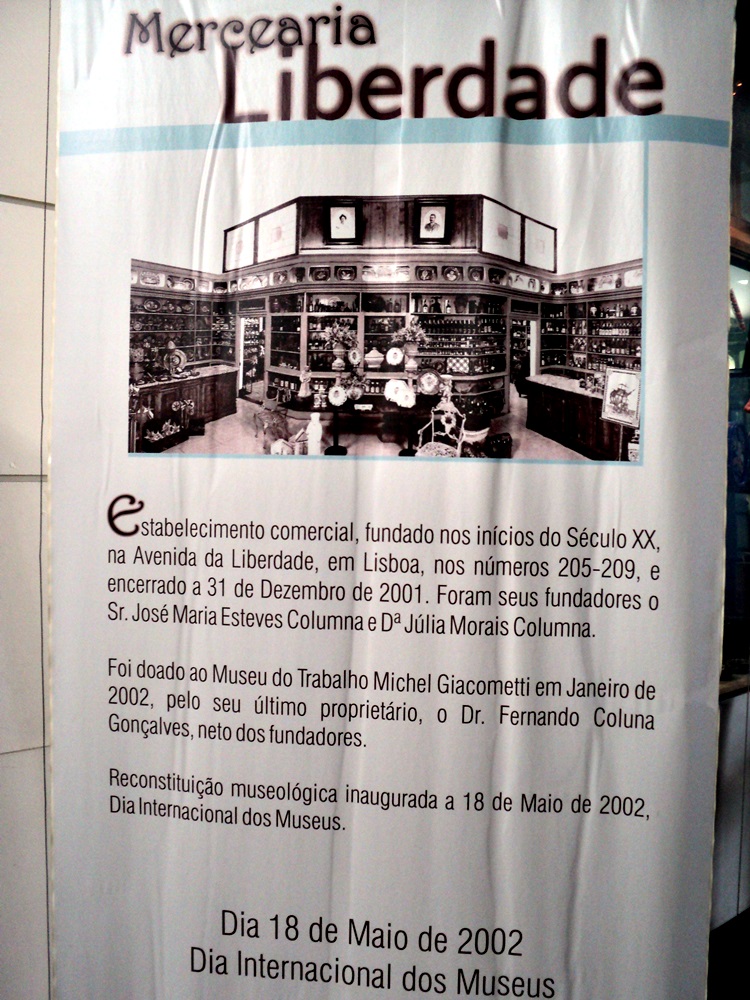 Mercearia
Liberdade
Estabelecimento comercial, fundado nos inícios do Século XX,
na Avenida da Liberdade, em Lisboa, nos números 205-209, e
encerrado a 31 de Dezembro de 2001. Foram seus fundadores o
Sr. José Maria Esteves Columna e Dª Júlia Morais Columna.
Foi doado ao Museu do Trabalho Michel Giacometti em Janeiro de
2002, pelo seu último proprietário, o Dr. Fernando Coluna
Gonçalves, neto dos fundadores.
Reconstituição museológica inaugurada a 18 de Maio de 2002,
Dia Internacional dos Museus.
Dia 18 de Maio de 2002
Dia Internacional dos Museus